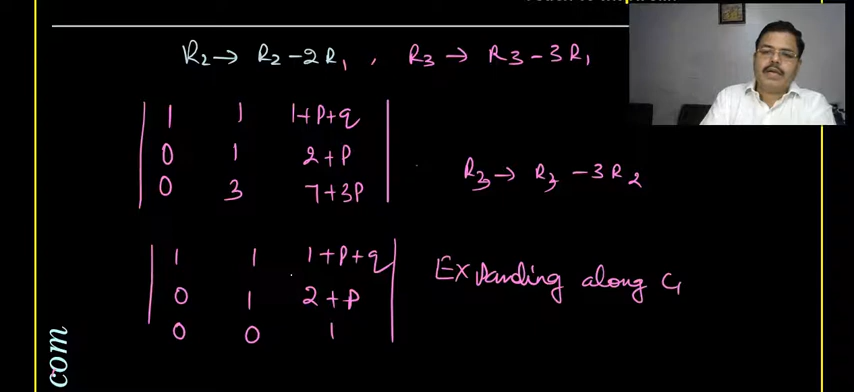 R2 → R2 - 2R1 , R3 → R3 - 3R1
1 1 1+P+q
0 1 2+P
0 3 7+3P
R3 → R3 - 3R2
1 1 1+P+q
0 1 2+P
0 0 1
Expanding along C1
com